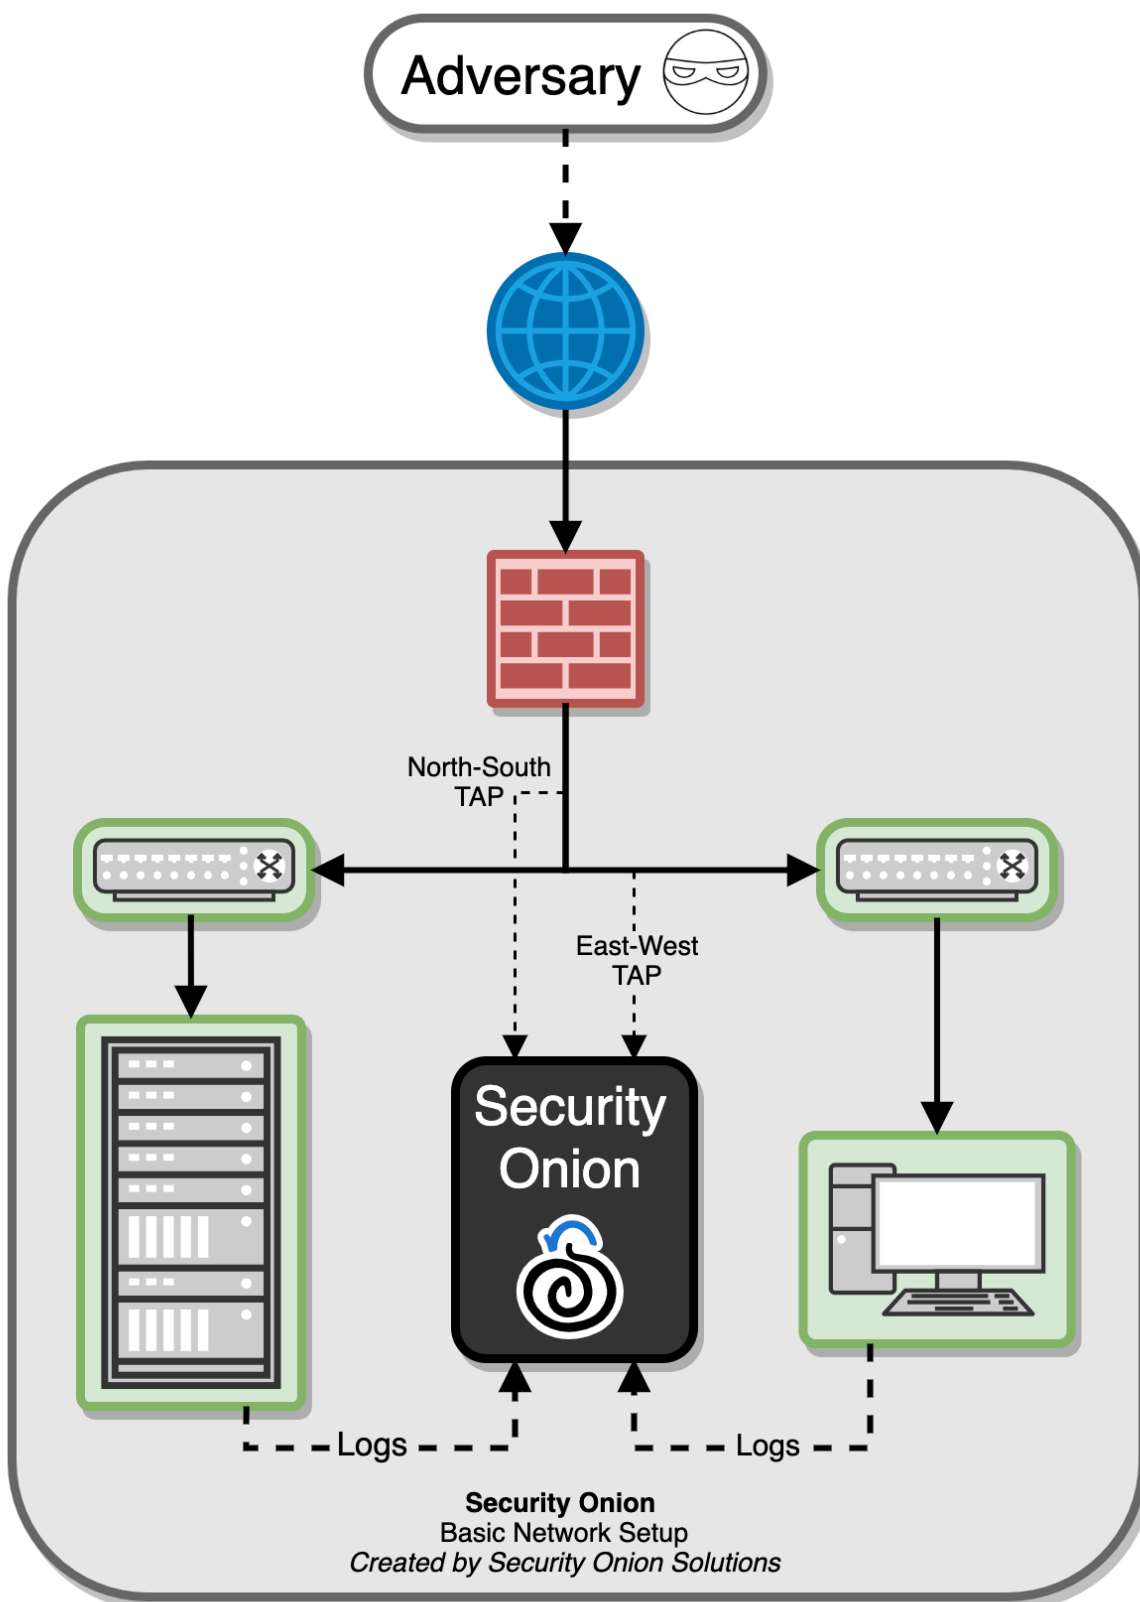 Adversary
North-South
TAP
East-West
TAP
Security
Onion
Logs
Logs
Security Onion
Basic Network Setup
Created by Security Onion Solutions